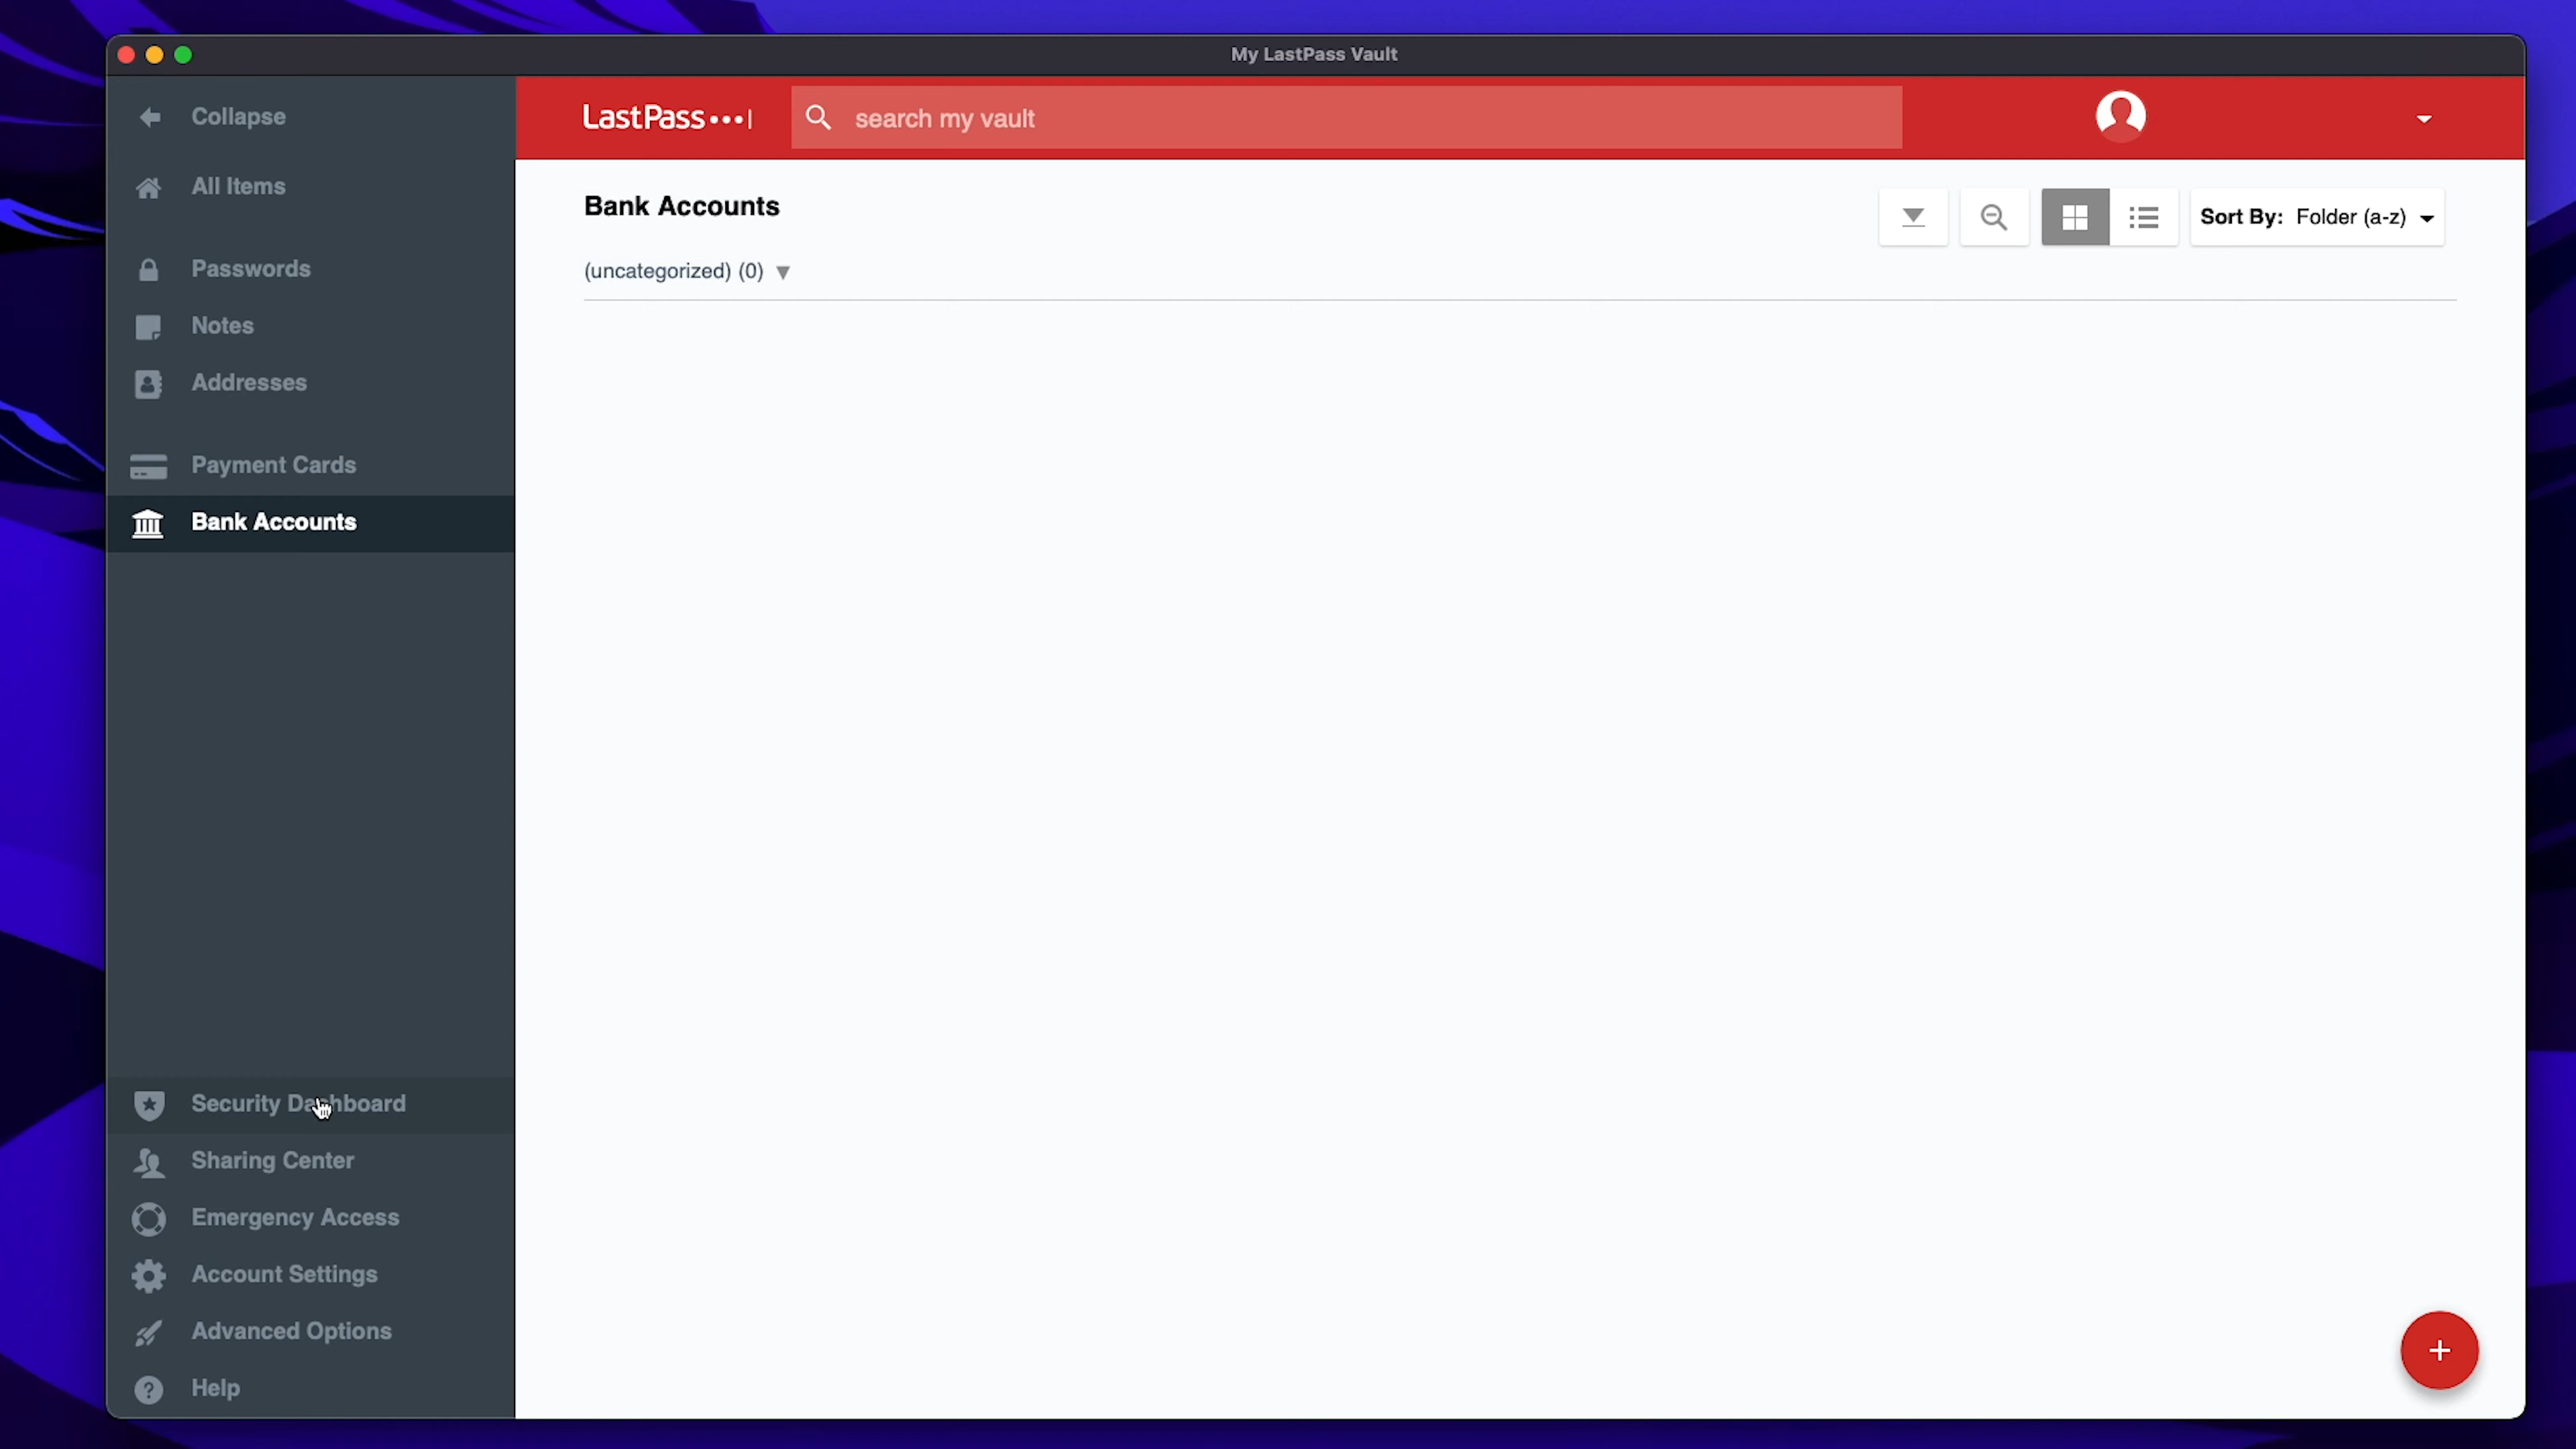 My LastPass Vault
Collapse
All Items
Passwords
Notes
Addresses
Payment Cards
Bank Accounts
Security Dashboard
Sharing Center
Emergency Access
Account Settings
Advanced Options
Help
LastPass
search my vault
Bank Accounts
Sort By: Folder (a-z)
(uncategorized) (0)